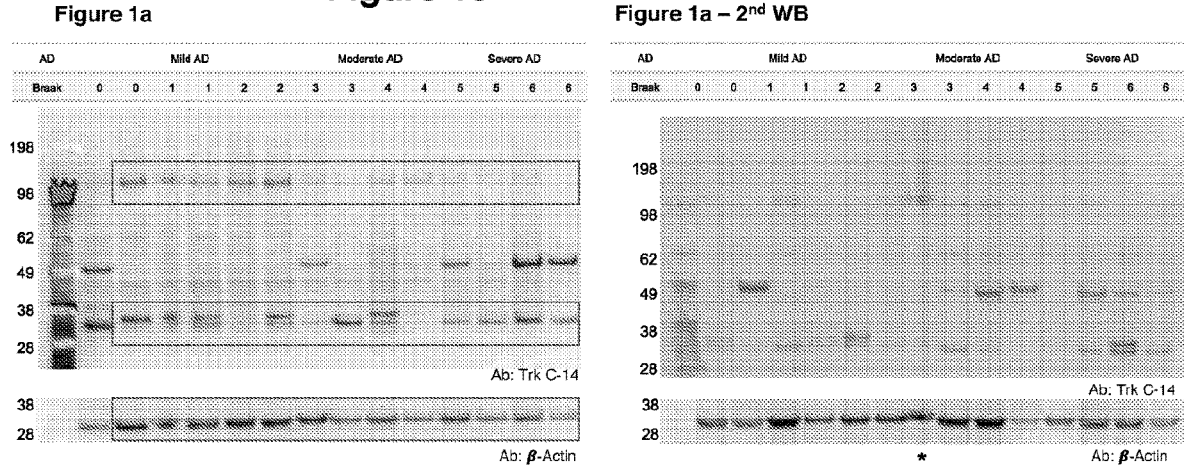 Figure 1a
AD Mild AD Moderate AD Severe AD
Braak 0 0 1 1 2 2 3 3 4 4 5 5 6 6
198
98
62
49
38
28
Ab: Trk C-14
38
28
Ab: β-Actin
Figure 1a – 2nd WB
AD Mild AD Moderate AD Severe AD
Braak 0 0 1 1 2 2 3 3 4 4 5 5 6 6
198
98
62
49
38
28
Ab: Trk C-14
38
28
*
Ab: β-Actin